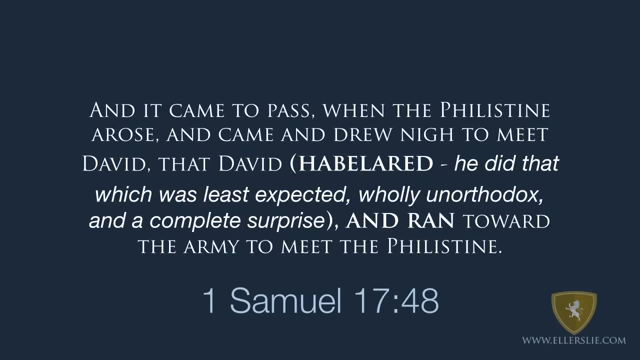 AND IT CAME TO PASS, WHEN THE PHILISTINE
AROSE, AND CAME AND DREW NIGH TO MEET
DAVID, THAT DAVID (HABELARED - he did that
which was least expected, wholly unorthodox,
and a complete surprise), AND RAN TOWARD
THE ARMY TO MEET THE PHILISTINE.
1 Samuel 17:48
WWW.ELLERSLIE.COM